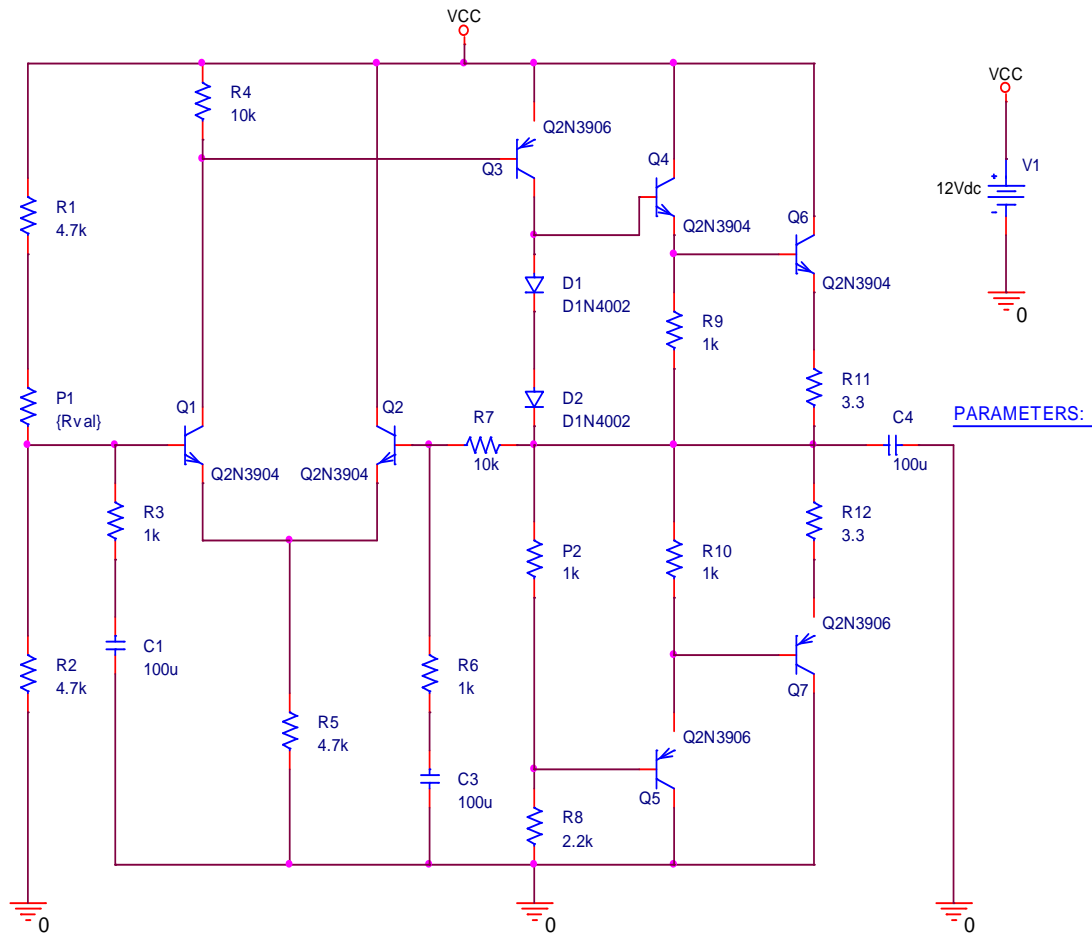 VCC
R4
10k
VCC
Q2N3906
V1
12Vdc
Q3
Q4
R1
4.7k
Q6
Q2N3904
D1
D1N4002
Q2N3904
0
R9
1k
P1
{Rval}
Q1
Q2
R7
10k
D2
D1N4002
R11
3.3
C4
100u
PARAMETERS:
Q2N3904
Q2N3904
R3
1k
R12
3.3
P2
1k
R10
1k
Q2N3906
C1
100u
R2
4.7k
R6
1k
Q7
R5
4.7k
Q2N3906
C3
100u
Q5
R8
2.2k
0
0
0